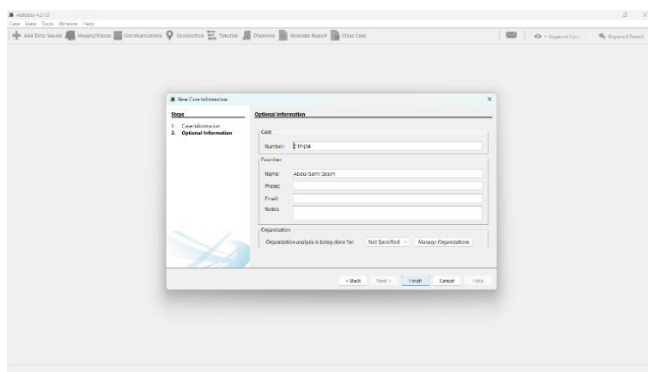 Autopsy 4.21.0
Case View Tools Window Help
Add Data Source Images/Videos Communications Geolocation Timeline Discovery Generate Report Close Case Keyword Lists Keyword Search
New Case Information
Steps
Optional Information
1. Case Information
2. Optional Information
Case
Number:
Examiner
Name: Abdul Sami Qasim
Phone:
Email:
Notes:
Organization
Organization analysis is being done for: Not Specified Manage Organizations
< Back Next > Finish Cancel Help